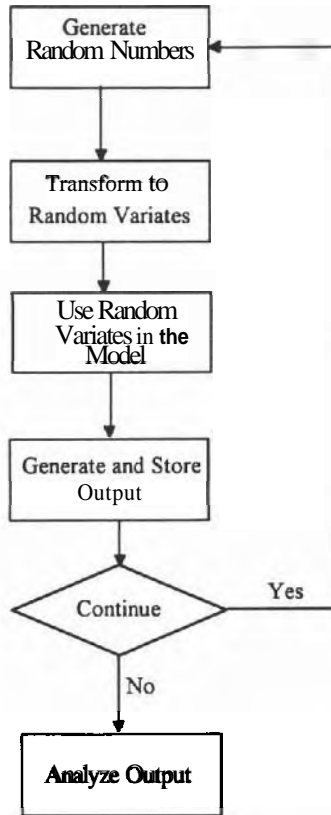 Generate
Random Numbers
Transform to
Random Variates
Use Random
Variates in the
Model
Generate and Store
Output
Continue
Yes
No
Analyze Output